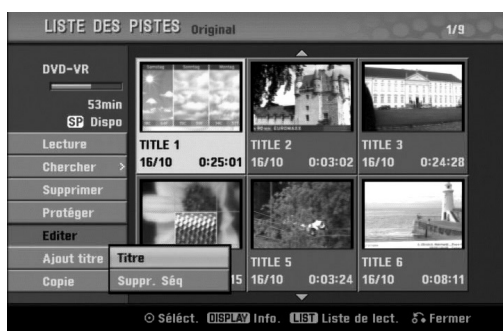 LISTE DES PISTES Original 1/9
DVD-VR
53min
SP Dispo
Lecture
Chercher >
Supprimer
Protéger
Editer
Ajout titre
Copie
Titre
Suppr. Séq
TITLE 1
16/10 0:25:01
TITLE 2
16/10 0:03:02
TITLE 3
16/10 0:24:28
15
TITLE 5
16/10 0:03:24
TITLE 6
16/10 0:08:11
Séléct. DISPLAY Info. LIST Liste de lect. Fermer